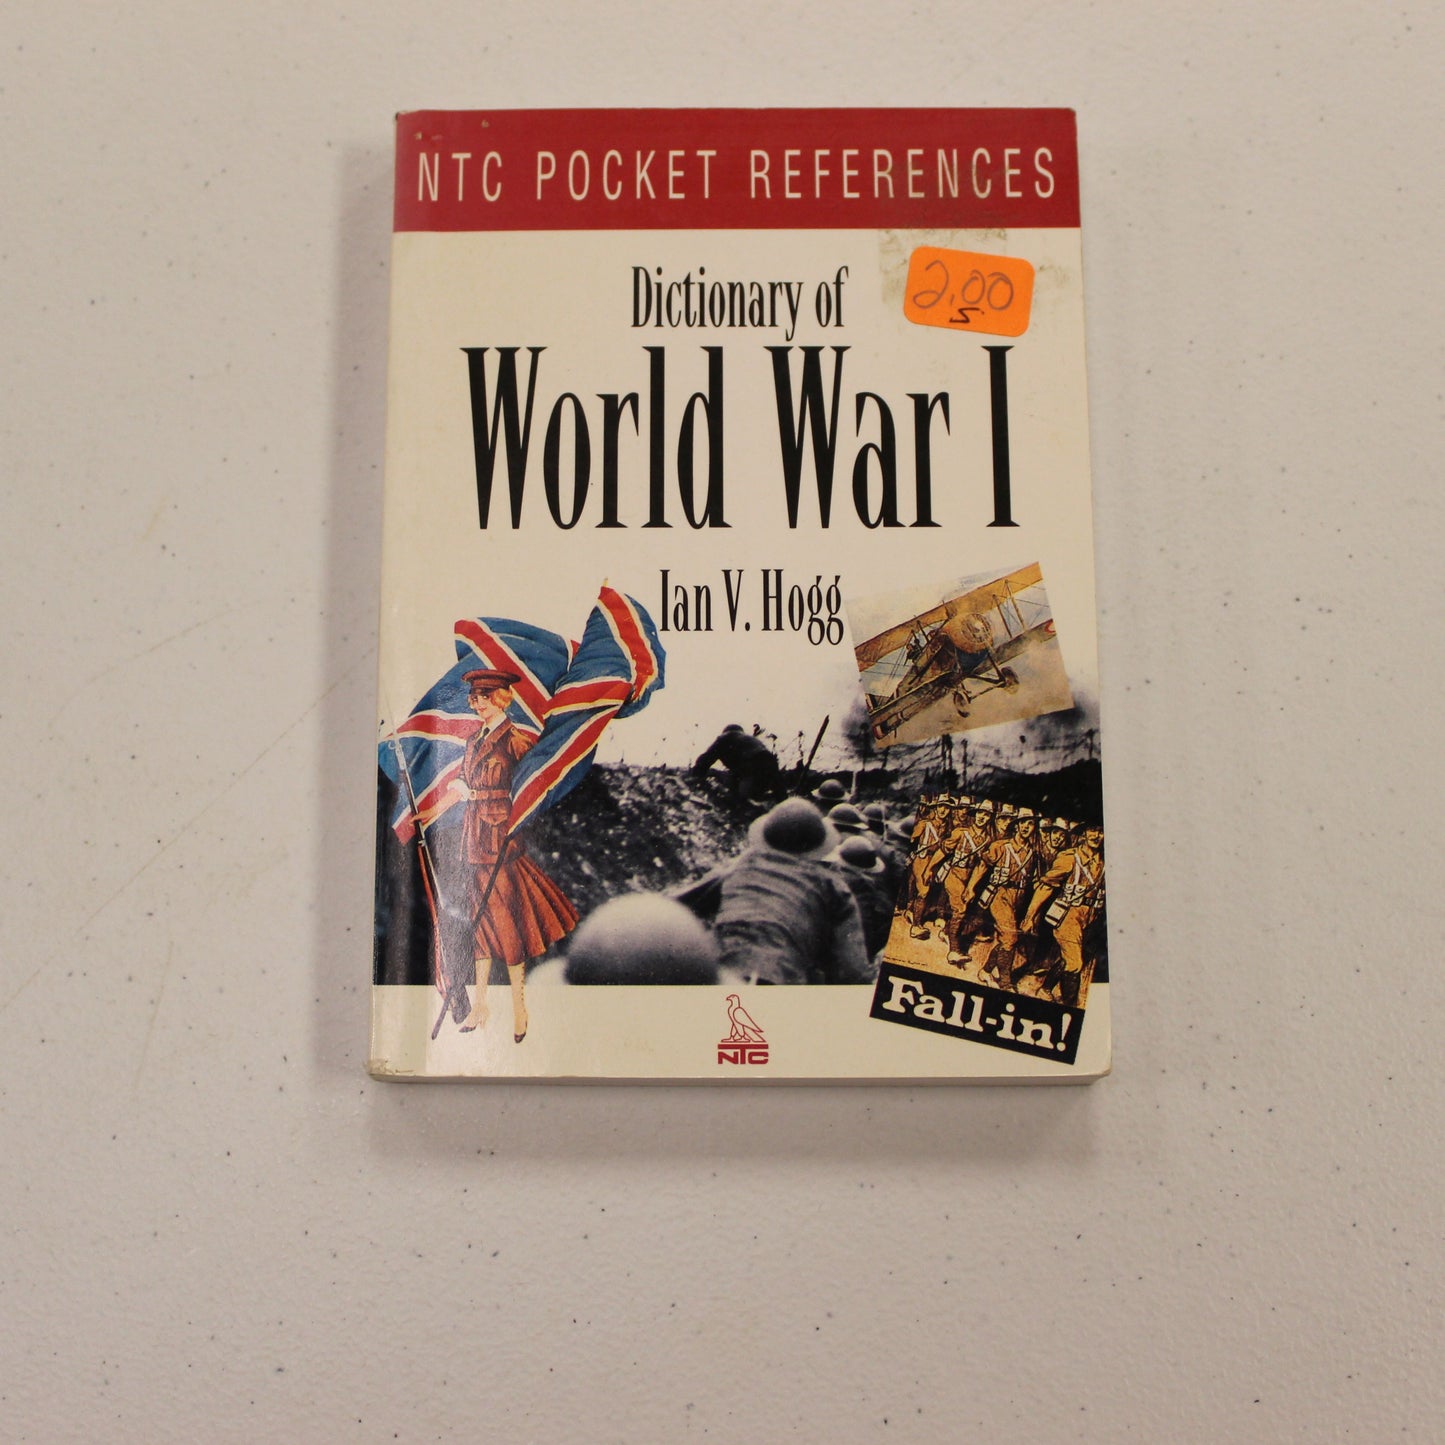 NTC POCKET REFERENCES
2.00
S
Dictionary of
World War I
Ian V. Hogg
Fall-in!
NTC